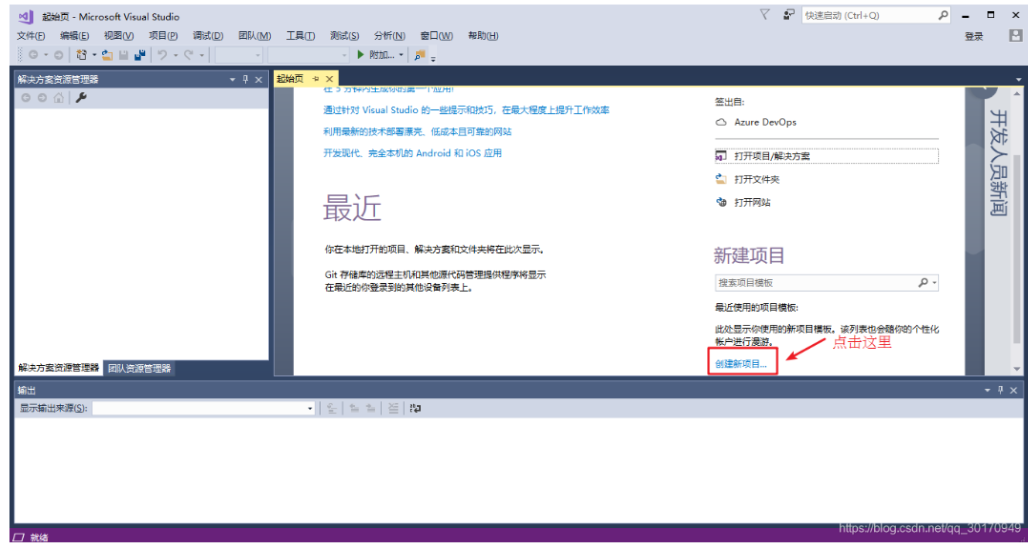 起始页 - Microsoft Visual Studio
快速启动 (Ctrl+Q)
文件(F) 编辑(E) 视图(V) 项目(P) 调试(D) 团队(M) 工具(T) 测试(S) 分析(N) 窗口(W) 帮助(H)
登录
附加...
解决方案资源管理器
起始页
在 5 分钟内生成你的第一个应用!
通过针对 Visual Studio 的一些提示和技巧，在最大程度上提升工作效率
利用最新的技术部署漂亮、低成本且可靠的网站
开发现代、完全本机的 Android 和 iOS 应用
最近
你在本地打开的项目、解决方案和文件夹将在此次显示。
Git 存储库的远程主机和其他源代码管理提供程序将显示
在最近的你登录到的其他设备列表上。
签出自:
Azure DevOps
打开项目/解决方案
打开文件夹
打开网站
新建项目
搜索项目模板
最近使用的项目模板:
此处显示你使用的新项目模板。该列表也会随你的个性化
帐户进行漫游。
点击这里
创建新项目...
开发人员新闻
解决方案资源管理器 团队资源管理器
输出
显示输出来源(S):
就绪
https://blog.csdn.net/qq_30170949